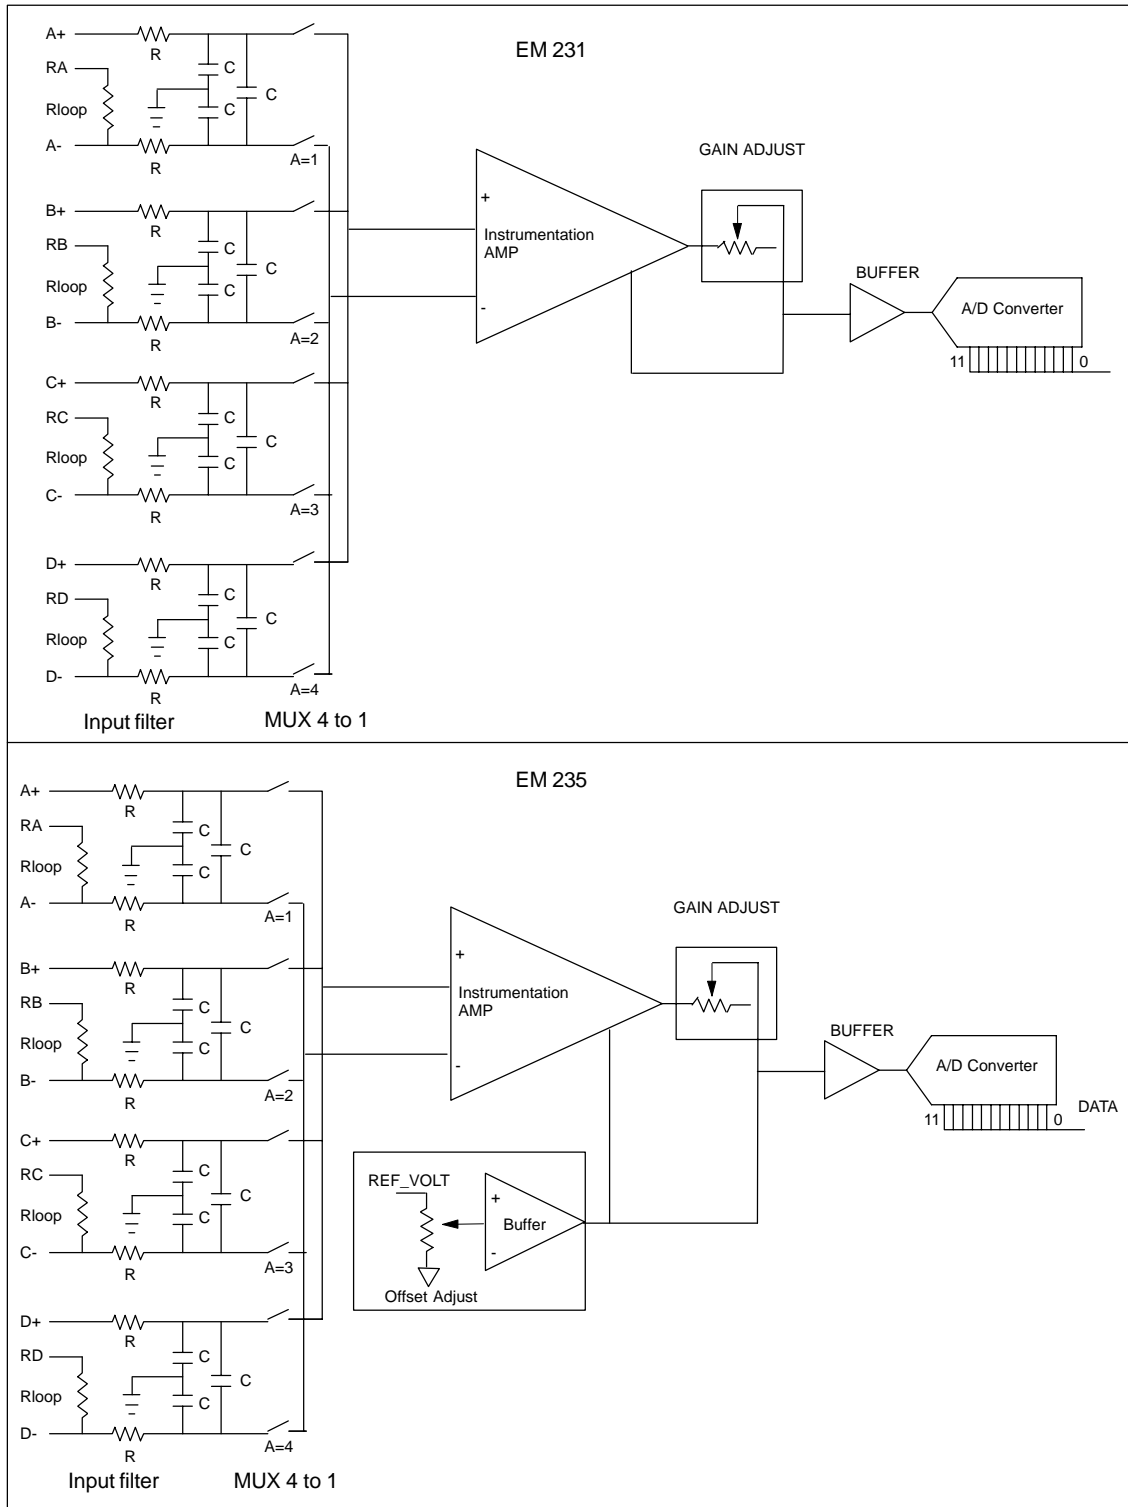 EM 231
A+
R
RA
C
C
Rloop
C
A-
R
A=1
GAIN ADJUST
B+
R
RB
C
C
Rloop
C
B-
R
A=2
+
Instrumentation
AMP
-
BUFFER
A/D Converter
11
0
C+
R
RC
C
C
Rloop
C
C-
R
A=3
D+
R
RD
C
C
Rloop
C
D-
R
A=4
Input filter
MUX 4 to 1
EM 235
A+
R
RA
C
C
Rloop
C
A-
R
A=1
GAIN ADJUST
B+
R
RB
C
C
Rloop
C
B-
R
A=2
+
Instrumentation
AMP
-
BUFFER
A/D Converter
11
0
DATA
C+
R
RC
C
C
Rloop
C
C-
R
A=3
REF_VOLT
+
Buffer
-
Offset Adjust
D+
R
RD
C
C
Rloop
C
D-
R
A=4
Input filter
MUX 4 to 1